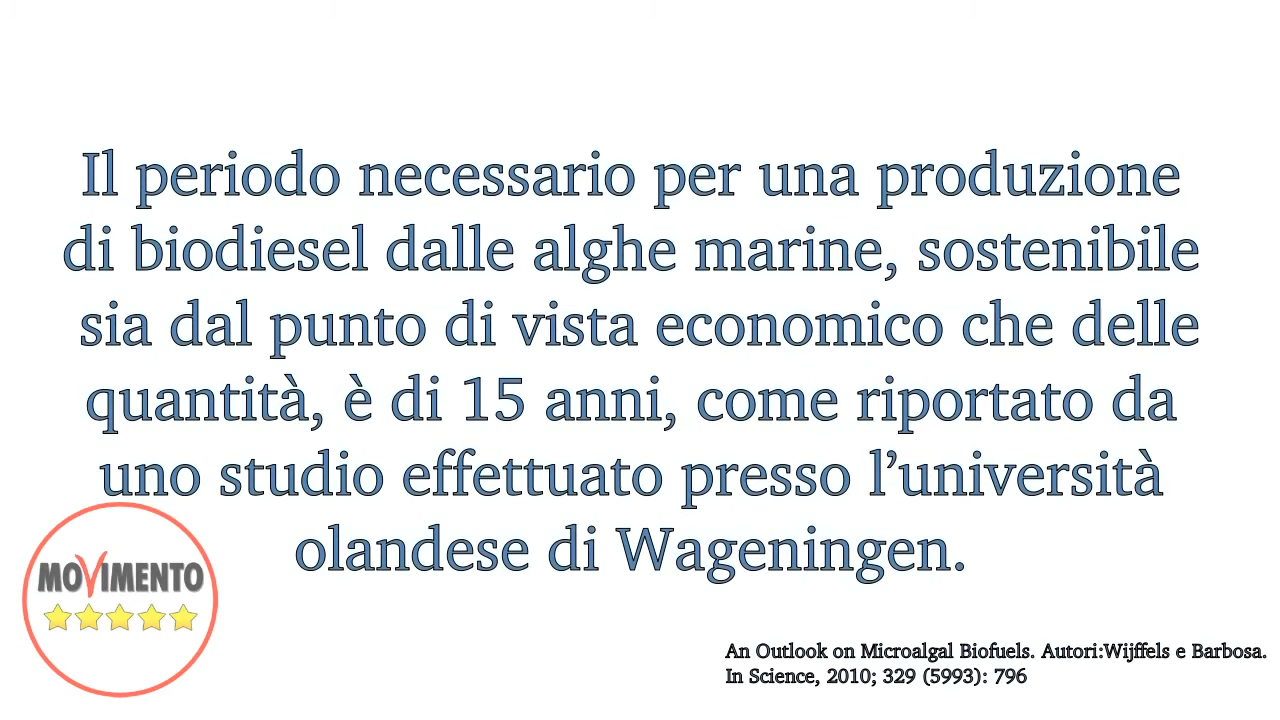 Il periodo necessario per una produzione
di biodiesel dalle alghe marine, sostenibile
sia dal punto di vista economico che delle
quantità, è di 15 anni, come riportato da
uno studio effettuato presso l’università
olandese di Wageningen.
MOVIMENTO
An Outlook on Microalgal Biofuels. Autori:Wijffels e Barbosa.
In Science, 2010; 329 (5993): 796